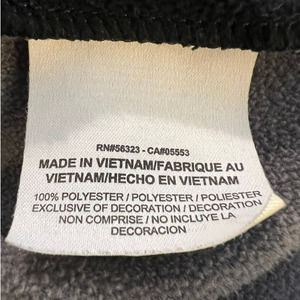 RN#56323 - CA#05553
MADE IN VIETNAM/FABRIQUE AU
VIETNAM/HECHO EN VIETNAM
100% POLYESTER / POLYESTER / POLIESTER
EXCLUSIVE OF DECORATION / DECORATION
NON COMPRISE / NO INCLUYE LA
DECORACION